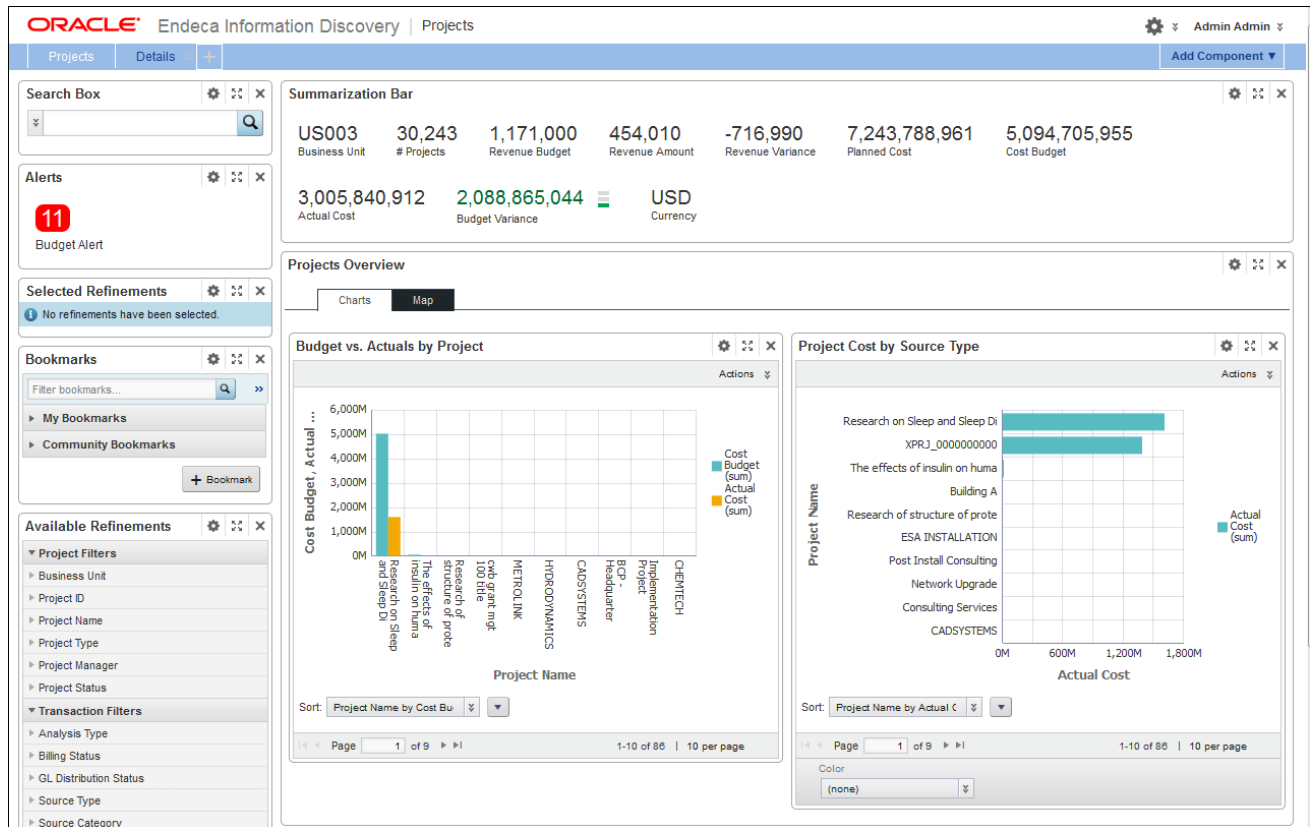 ORACLE® Endeca Information Discovery | Projects
Admin Admin
Projects
Details
+
Add Component ▼
Search Box
Alerts
11
Budget Alert
Selected Refinements
No refinements have been selected.
Bookmarks
Filter bookmarks...
»
My Bookmarks
Community Bookmarks
+ Bookmark
Available Refinements
Project Filters
Business Unit
Project ID
Project Name
Project Type
Project Manager
Project Status
Transaction Filters
Analysis Type
Billing Status
GL Distribution Status
Source Type
Source Category
Summarization Bar
US003 30,243 1,171,000 454,010 -716,990 7,243,788,961 5,094,705,955
Business Unit # Projects Revenue Budget Revenue Amount Revenue Variance Planned Cost Cost Budget
3,005,840,912 2,088,865,044 USD
Actual Cost Budget Variance Currency
Projects Overview
Charts
Map
Budget vs. Actuals by Project
Actions
Cost Budget, Actual ...
6,000M
5,000M
4,000M
3,000M
2,000M
1,000M
0M
Research on Sleep
and Sleep Di
The effects of
insulin on huma
Research of
structure of prote
cwb grant mgt
100 title
METROLINK
HYDRODYNAMICS
CADSYSTEMS
BCP -
Headquarter
Implementation
Project
CHEMTECH
Project Name
Cost
Budget
(sum)
Actual
Cost
(sum)
Sort: Project Name by Cost Bu
Page 1 of 9
1-10 of 86 | 10 per page
Project Cost by Source Type
Actions
Project Name
Research on Sleep and Sleep Di
XPRJ_0000000000
The effects of insulin on huma
Building A
Research of structure of prote
ESA INSTALLATION
Post Install Consulting
Network Upgrade
Consulting Services
CADSYSTEMS
0M 600M 1,200M 1,800M
Actual Cost
Actual
Cost
(sum)
Sort: Project Name by Actual C
Page 1 of 9
1-10 of 86 | 10 per page
Color
(none)